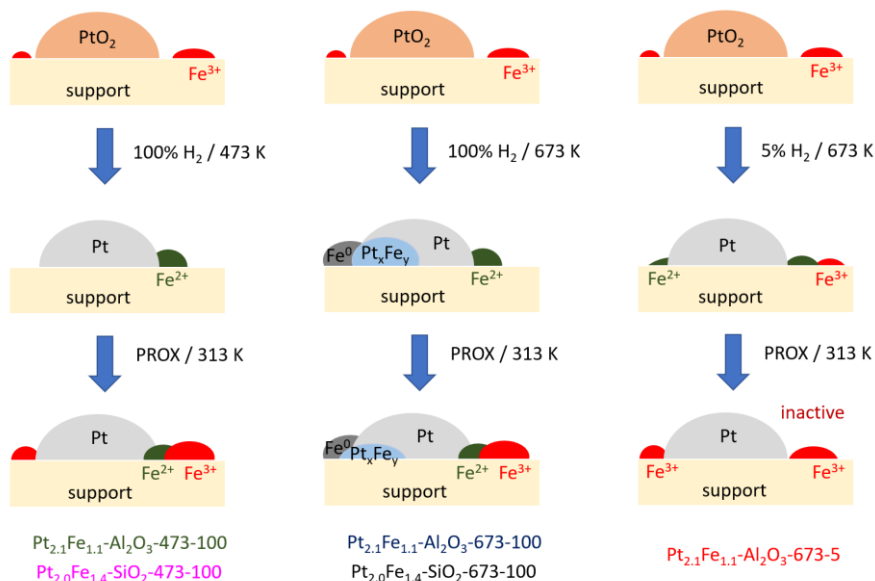 PtO₂ PtO₂ PtO₂
Fe³⁺ Fe³⁺ Fe³⁺
support support support
100% H₂ / 473 K 100% H₂ / 673 K 5% H₂ / 673 K
Pt Fe⁰ PtₓFeᵧ Pt Pt
Fe²⁺ Fe²⁺ Fe²⁺ Fe³⁺
support support support
PROX / 313 K PROX / 313 K PROX / 313 K
inactive
Pt Fe⁰ PtₓFeᵧ Pt Pt
Fe²⁺ Fe³⁺ Fe²⁺ Fe³⁺ Fe³⁺ Fe³⁺
support support support
Pt₂.₁Fe₁.₁-Al₂O₃-473-100 Pt₂.₁Fe₁.₁-Al₂O₃-673-100 Pt₂.₁Fe₁.₁-Al₂O₃-673-5
Pt₂.₀Fe₁.₄-SiO₂-473-100 Pt₂.₀Fe₁.₄-SiO₂-673-100